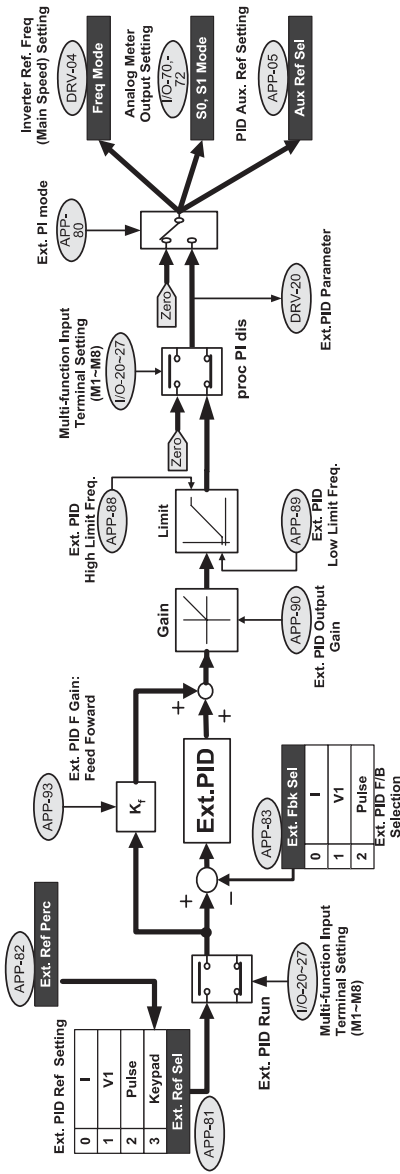 Ext. PID Ref Setting
0 I
1 V1
2 Pulse
3 Keypad
Ext. Ref Sel
APP-81
APP-82
Ext. Ref Perc
Ext. PID Run
I/O-20~27
Multi-function Input
Terminal Setting
(M1~M8)
APP-93
Ext. PID F Gain:
Feed Foward
Kf
+
−
Ext.PID
+
+
APP-83
Ext. Fbk Sel
0 I
1 V1
2 Pulse
Ext. PID F/B
Selection
Gain
APP-90
Ext. PID Output
Gain
Ext. PID
High Limit Freq.
APP-88
Limit
APP-89
Ext. PID
Low Limit Freq.
Multi-function Input
Terminal Setting
(M1~M8)
I/O-20~27
Zero
proc PI dis
DRV-20
Ext.PID Parameter
Ext. PI mode
APP-
80
Zero
Inverter Ref. Freq
(Main Speed) Setting
DRV-04
Freq Mode
Analog Meter
Output Setting
I/O-70,-
72
S0, S1 Mode
PID Aux. Ref Setting
APP-05
Aux Ref Sel